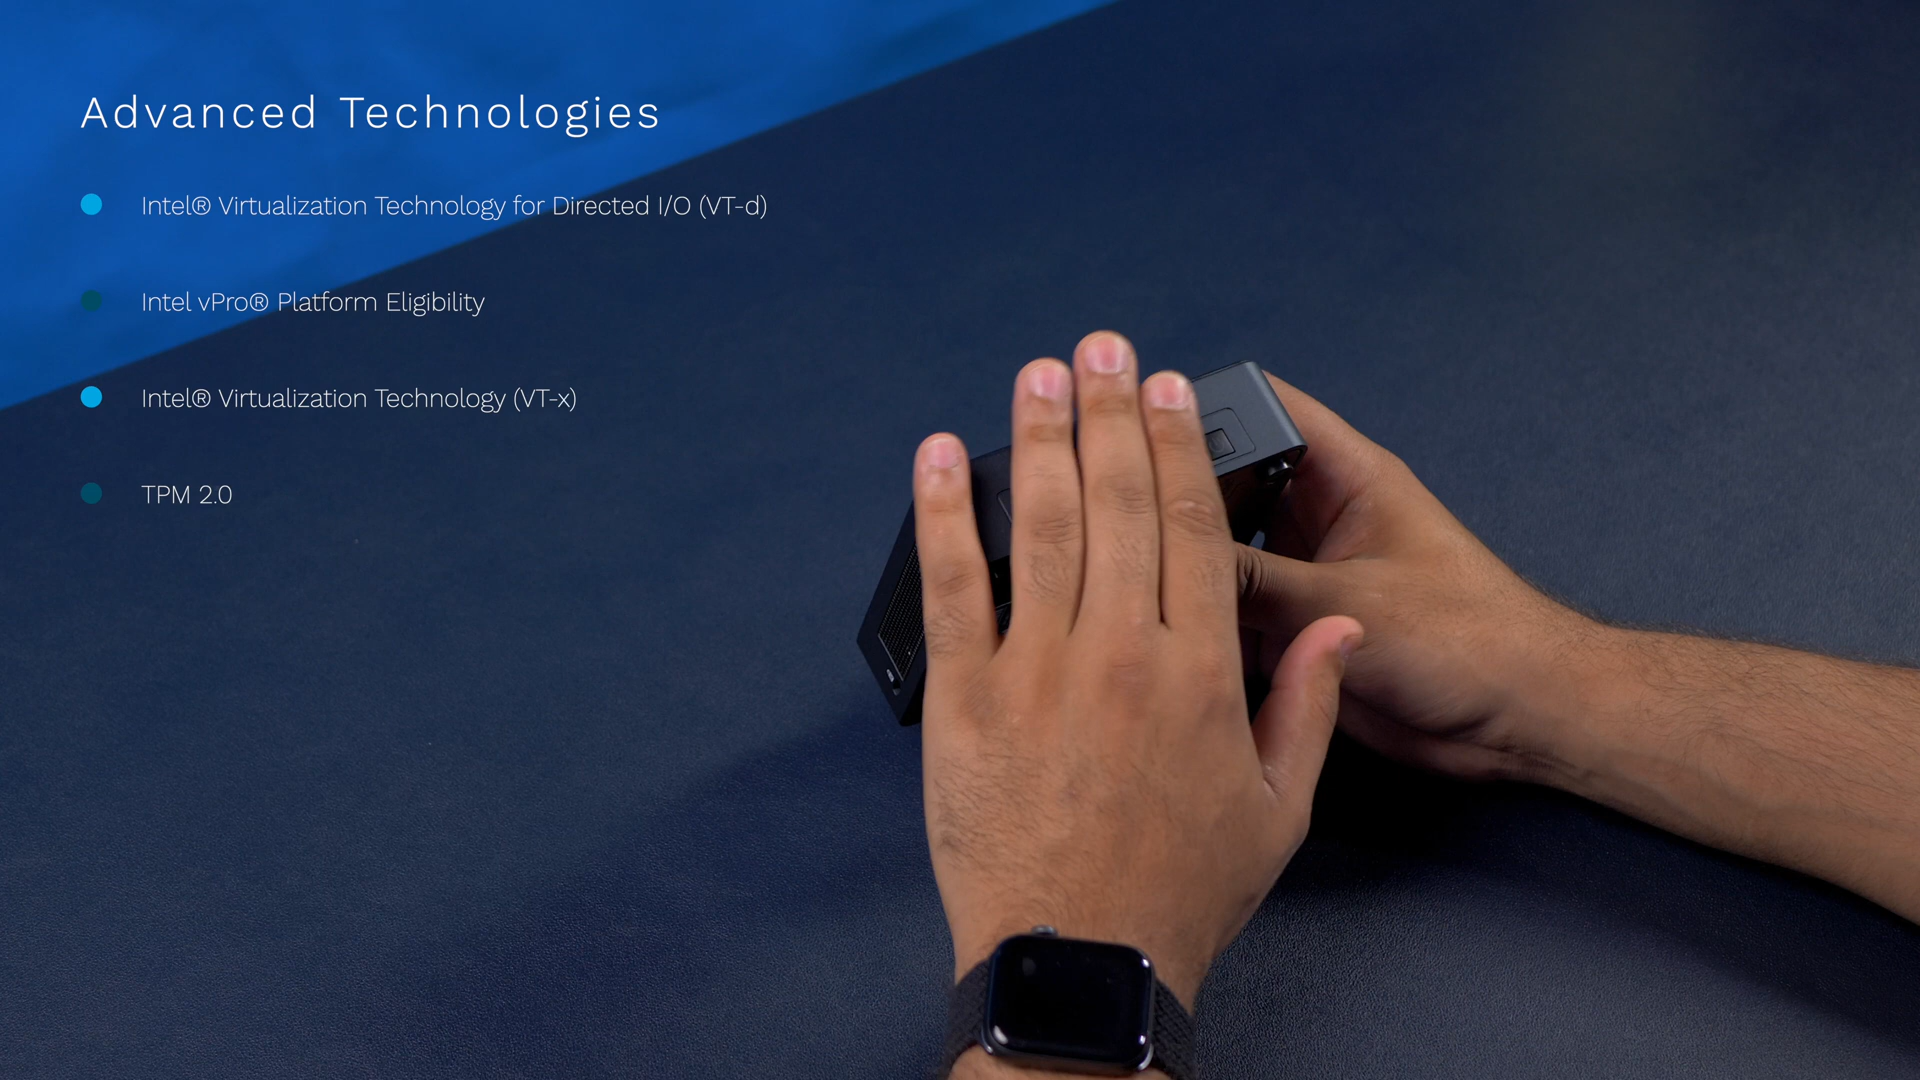 Advanced Technologies
Intel® Virtualization Technology for Directed I/O (VT-d)
Intel vPro® Platform Eligibility
Intel® Virtualization Technology (VT-x)
TPM 2.0